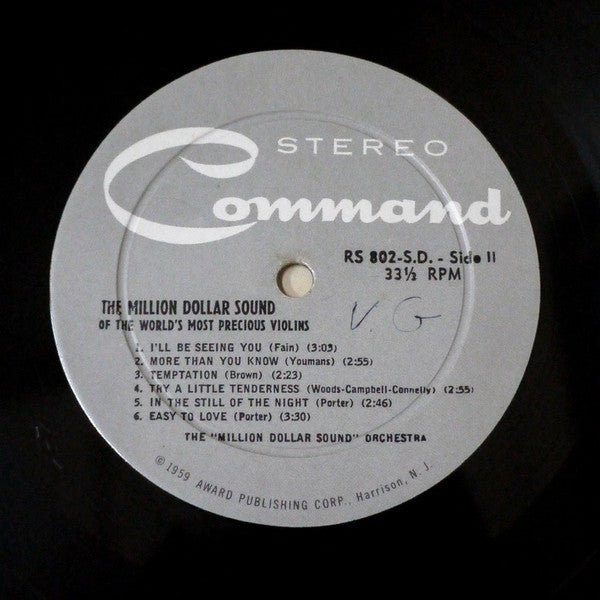 STEREO
Command
RS 802-S.D. - Side II
33⅓ RPM
THE MILLION DOLLAR SOUND
OF THE WORLD'S MOST PRECIOUS VIOLINS
V. G
1. I'LL BE SEEING YOU (Fain) (3:03)
2. MORE THAN YOU KNOW (Youmans) (2:55)
3. TEMPTATION (Brown) (2:23)
4. TRY A LITTLE TENDERNESS (Woods-Campbell-Connelly) (2:55)
5. IN THE STILL OF THE NIGHT (Porter) (2:46)
6. EASY TO LOVE (Porter) (3:30)
THE "MILLION DOLLAR SOUND" ORCHESTRA
© 1959 AWARD PUBLISHING CORP., Harrison, N. J.